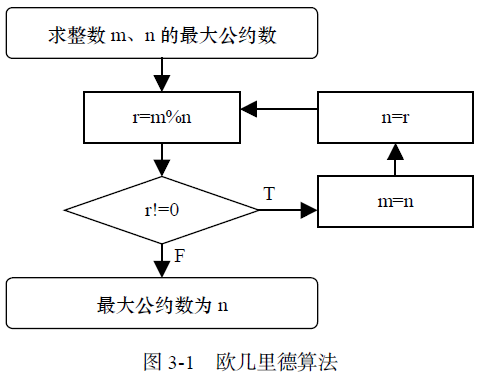 求整数 m、n 的最大公约数
r=m%n
n=r
r!=0
T
m=n
F
最大公约数为 n
图 3-1 欧几里德算法